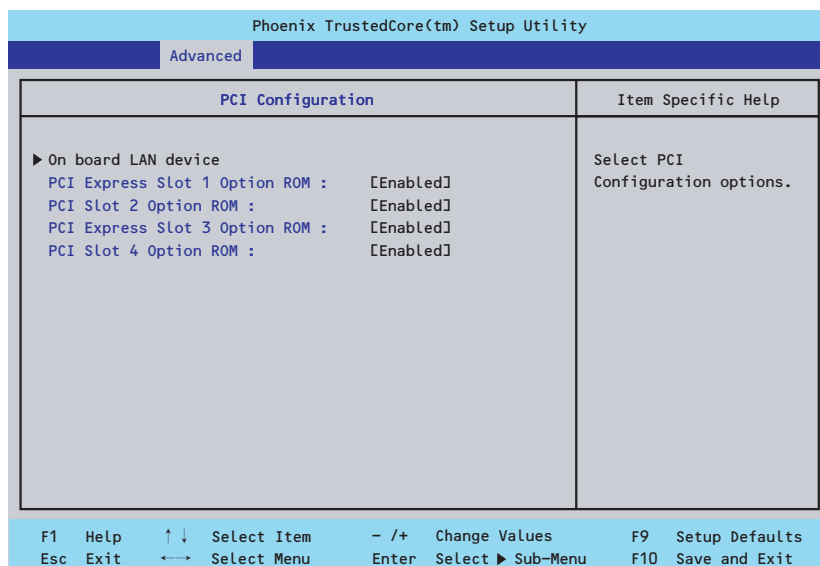 Phoenix TrustedCore(tm) Setup Utility
Advanced
PCI Configuration
Item Specific Help
▶ On board LAN device
PCI Express Slot 1 Option ROM : [Enabled]
PCI Slot 2 Option ROM : [Enabled]
PCI Express Slot 3 Option ROM : [Enabled]
PCI Slot 4 Option ROM : [Enabled]
Select PCI
Configuration options.
F1 Help ↑↓ Select Item - /+ Change Values F9 Setup Defaults
Esc Exit ←→ Select Menu Enter Select ▶ Sub-Menu F10 Save and Exit